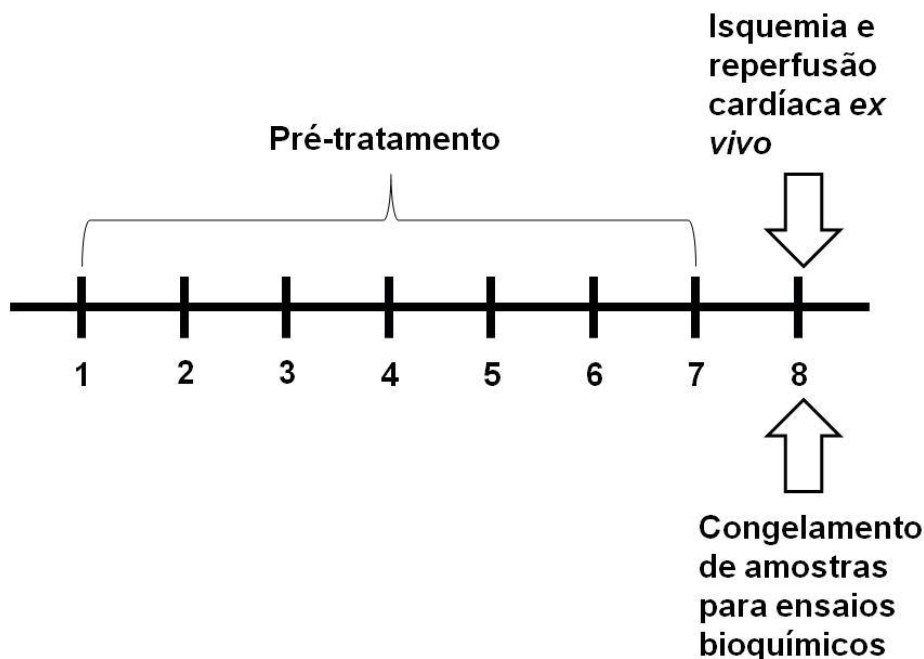 Isquemia e
reperfusão
cardíaca ex
vivo
Pré-tratamento
1 2 3 4 5 6 7 8
Congelamento
de amostras
para ensaios
bioquímicos